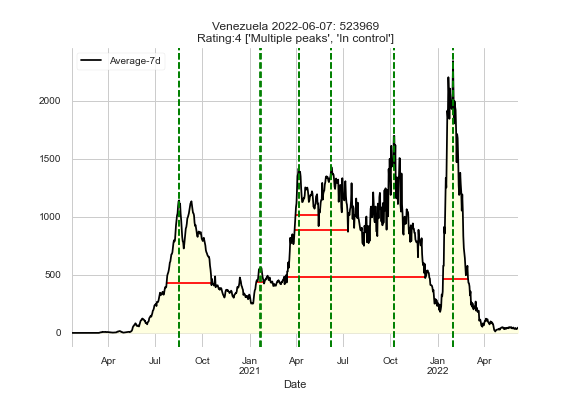 Venezuela 2022-06-07: 523969
Rating:4 ['Multiple peaks', 'In control']
Average-7d
2000
1500
1000
500
0
Apr Jul Oct Jan Apr Jul Oct Jan Apr
2021 2022
Date